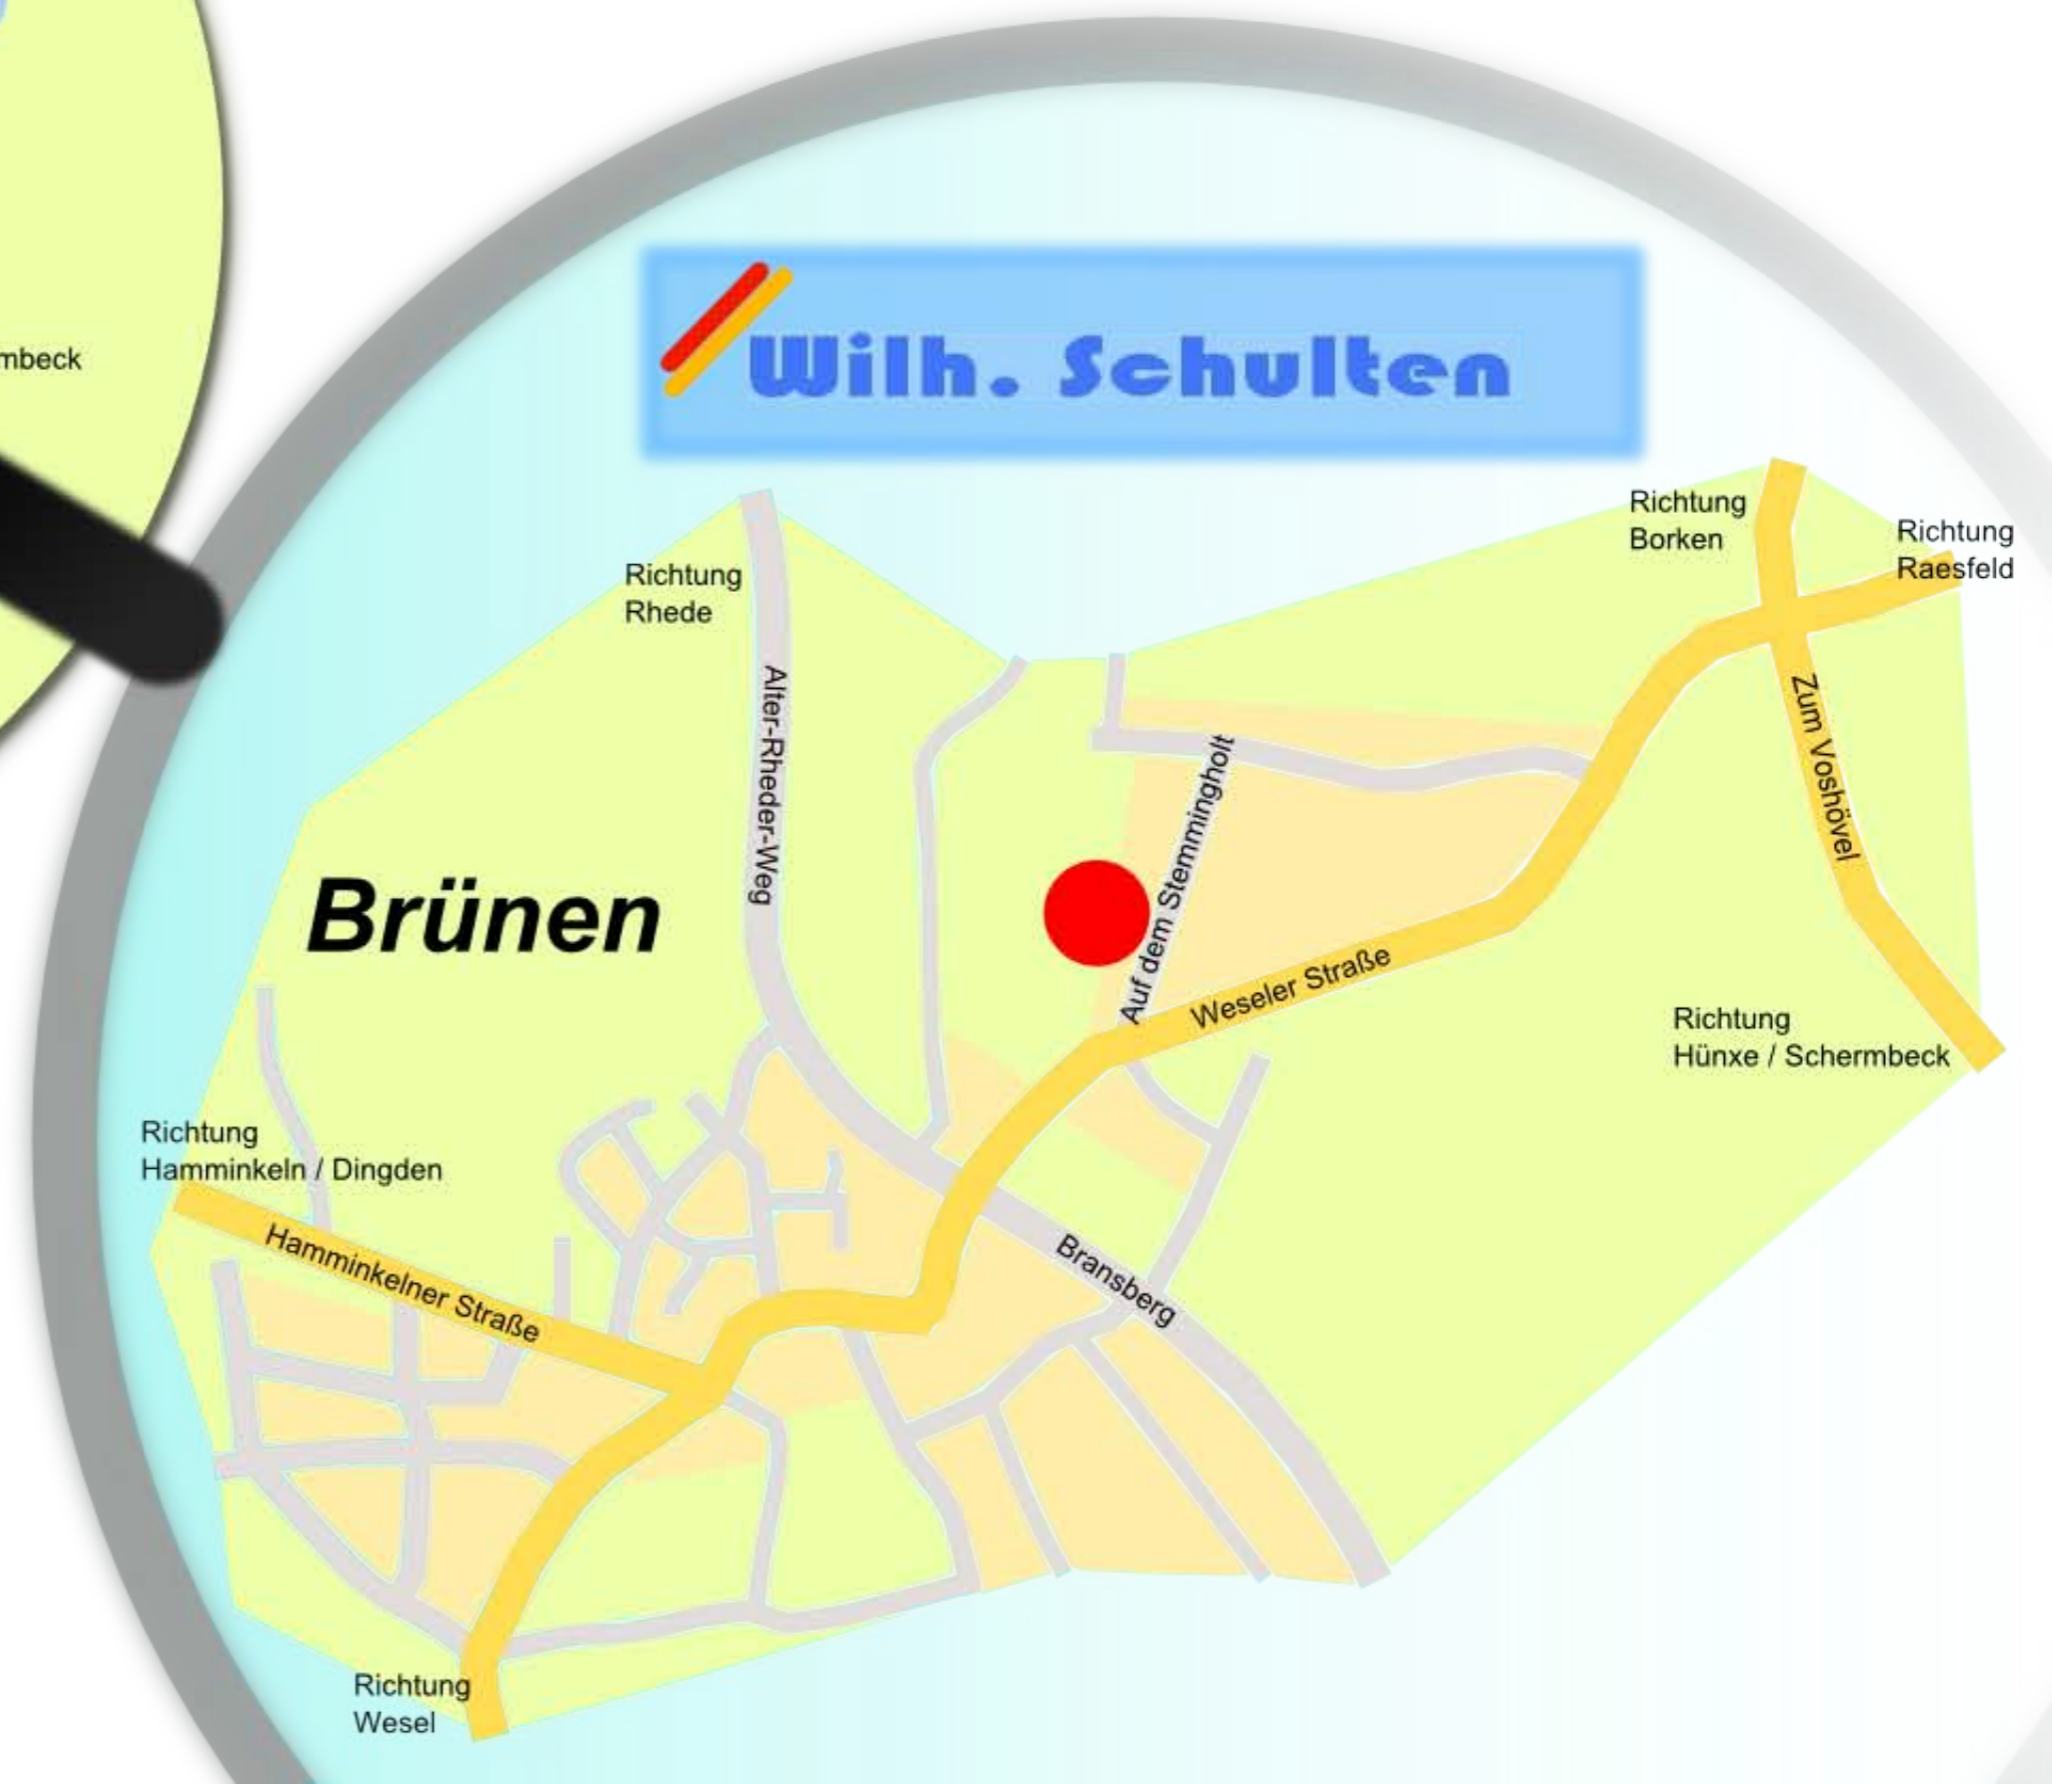 mbeck
Wilh. Schulten
Richtung
Borken
Richtung
Raesfeld
Richtung
Rhede
Alter-Rheder-Weg
Auf dem Stemmingholt
Zum Voshövel
Brünen
Weseler Straße
Richtung
Hünxe / Schermbeck
Richtung
Hamminkeln / Dingden
Hamminkelner Straße
Bransberg
Richtung
Wesel